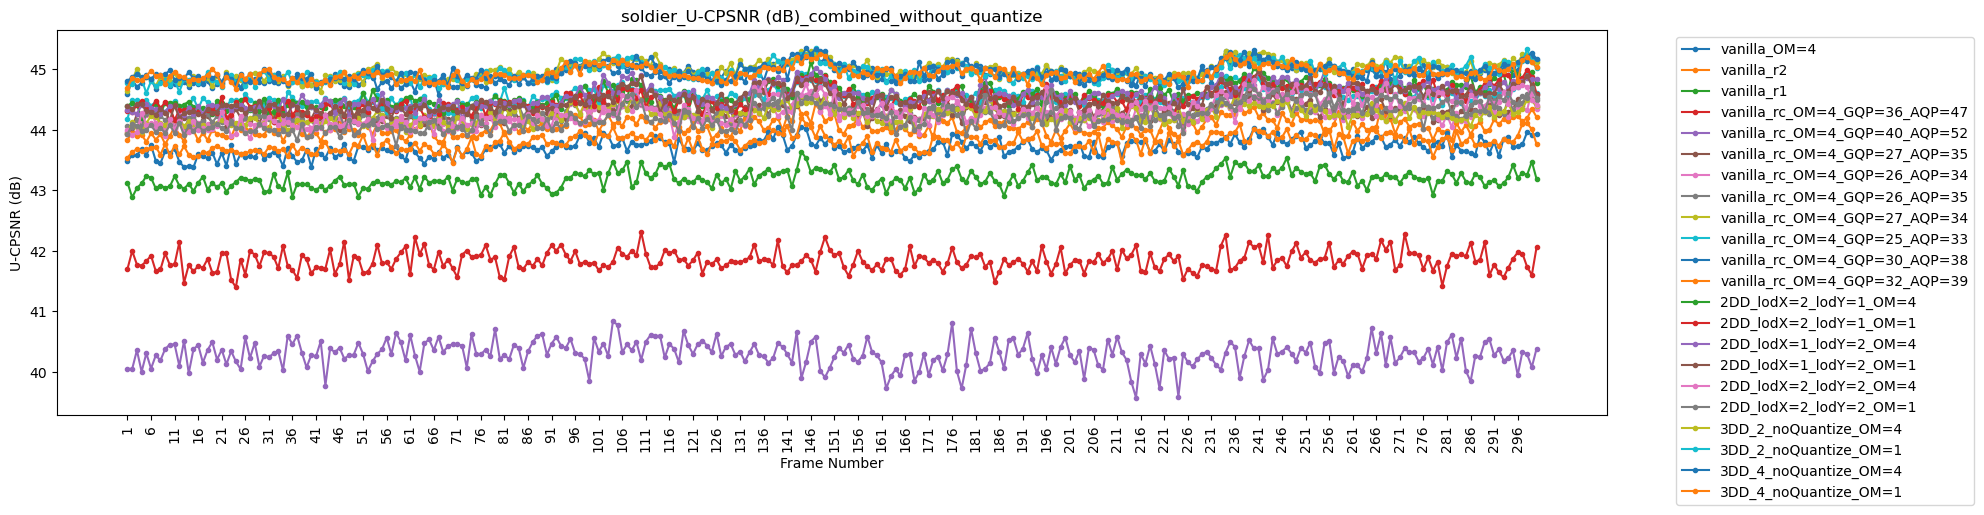 soldier_U-CPSNR (dB)_combined_without_quantize
U-CPSNR (dB)
45
44
43
42
41
40
1 6 11 16 21 26 31 36 41 46 51 56 61 66 71 76 81 86 91 96 101 106 111 116 121 126 131 136 141 146 151 156 161 166 171 176 181 186 191 196 201 206 211 216 221 226 231 236 241 246 251 256 261 266 271 276 281 286 291 296
Frame Number
vanilla_OM=4
vanilla_r2
vanilla_r1
vanilla_rc_OM=4_GQP=36_AQP=47
vanilla_rc_OM=4_GQP=40_AQP=52
vanilla_rc_OM=4_GQP=27_AQP=35
vanilla_rc_OM=4_GQP=26_AQP=34
vanilla_rc_OM=4_GQP=26_AQP=35
vanilla_rc_OM=4_GQP=27_AQP=34
vanilla_rc_OM=4_GQP=25_AQP=33
vanilla_rc_OM=4_GQP=30_AQP=38
vanilla_rc_OM=4_GQP=32_AQP=39
2DD_lodX=2_lodY=1_OM=4
2DD_lodX=2_lodY=1_OM=1
2DD_lodX=1_lodY=2_OM=4
2DD_lodX=1_lodY=2_OM=1
2DD_lodX=2_lodY=2_OM=4
2DD_lodX=2_lodY=2_OM=1
3DD_2_noQuantize_OM=4
3DD_2_noQuantize_OM=1
3DD_4_noQuantize_OM=4
3DD_4_noQuantize_OM=1